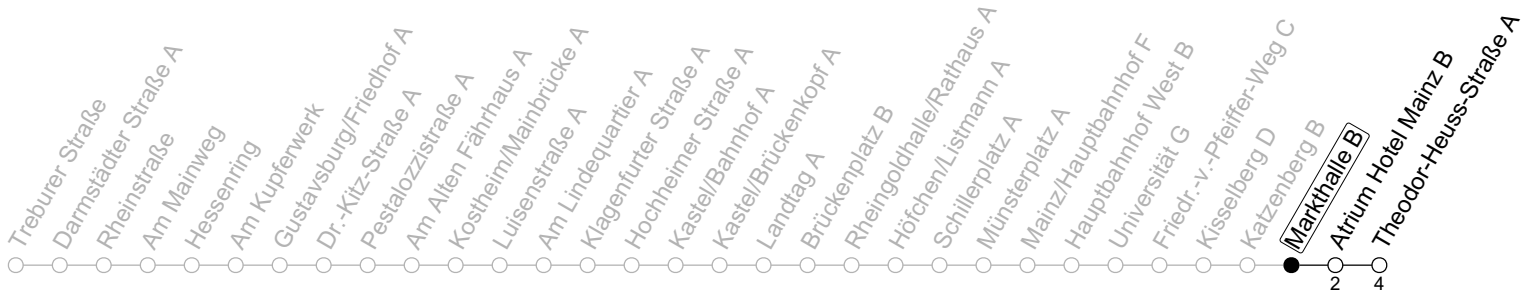 Treburer Straße
Darmstädter Straße A
Rheinstraße
Am Mainweg
Hessenring
Am Kupferwerk
Gustavsburg/Friedhof A
Dr.-Kitz-Straße A
Pestalozzistraße A
Am Alten Fährhaus A
Kostheim/Mainbrücke A
Luisenstraße A
Am Lindequartier A
Klagenfurter Straße A
Hochheimer Straße A
Kastel/Bahnhof A
Kastel/Brückenkopf A
Landtag A
Brückenplatz B
Rheingoldhalle/Rathaus A
Höfchen/Listmann A
Schillerplatz A
Münsterplatz A
Mainz/Hauptbahnhof F
Hauptbahnhof West B
Universität G
Friedr.-v.-Pfeiffer-Weg C
Kisselberg D
Katzenberg B
Markthalle B
Atrium Hotel Mainz B
Theodor-Heuss-Straße A
2 4